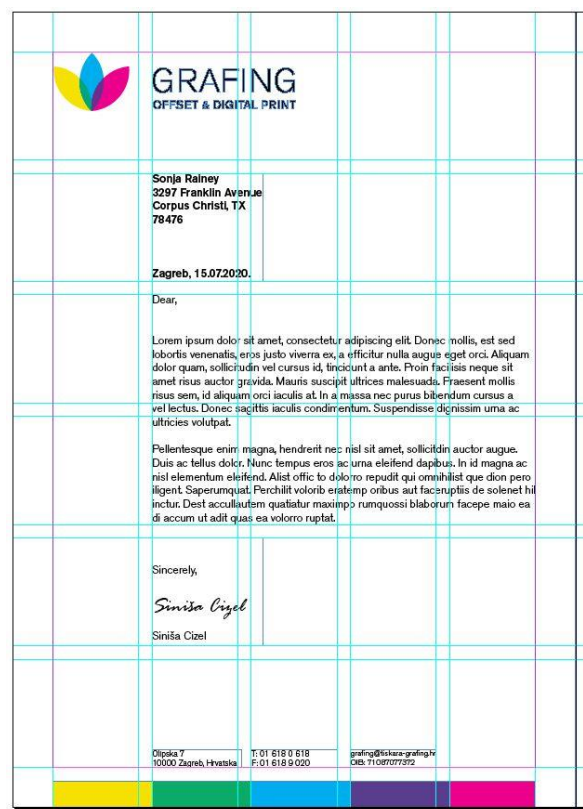 GRAFING
OFFSET & DIGITAL PRINT
Sonja Rainey
3297 Franklin Avenue
Corpus Christi, TX
78476
Zagreb, 15.07.2020.
Dear,
Lorem ipsum dolor sit amet, consectetur adipiscing elit. Donec mollis, est sed
lobortis venenatis, eros justo viverra ex, a efficitur nulla augue eget orci. Aliquam
dolor quam, sollicitudin vel cursus id, tincidunt a ante. Proin facilisis neque sit
amet risus auctor gravida. Mauris suscipit ultrices malesuada. Praesent mollis
risus sem, id aliquam orci iaculis at. In a massa nec purus bibendum cursus a
vel lectus. Donec sagittis iaculis condimentum. Suspendisse dignissim urna ac
ultricies volutpat.
Pellentesque enim magna, hendrerit nec nisl sit amet, sollicitdin auctor augue.
Duis ac tellus dolor. Nunc tempus eros ac urna eleifend dapibus. In id magna ac
nisl elementum eleifend. Alist offic to dolorro repudit qui omnihilist que dion pero
iligent. Saperumquat. Perchilit volorib eratemp oribus aut faceruptiis de solenet hil
inctur. Dest accullautem quatiatur maximpo rumquossi blaborum facepe maio ea
di accum ut adit quas ea volorro ruptat.
Sincerely,
Siniša Cizel
Siniša Cizel
Olipska 7 T: 01 618 0 618 grafing@tiskara-grafing.hr
10000 Zagreb, Hrvatska F: 01 618 9 020 OIB: 71087077372